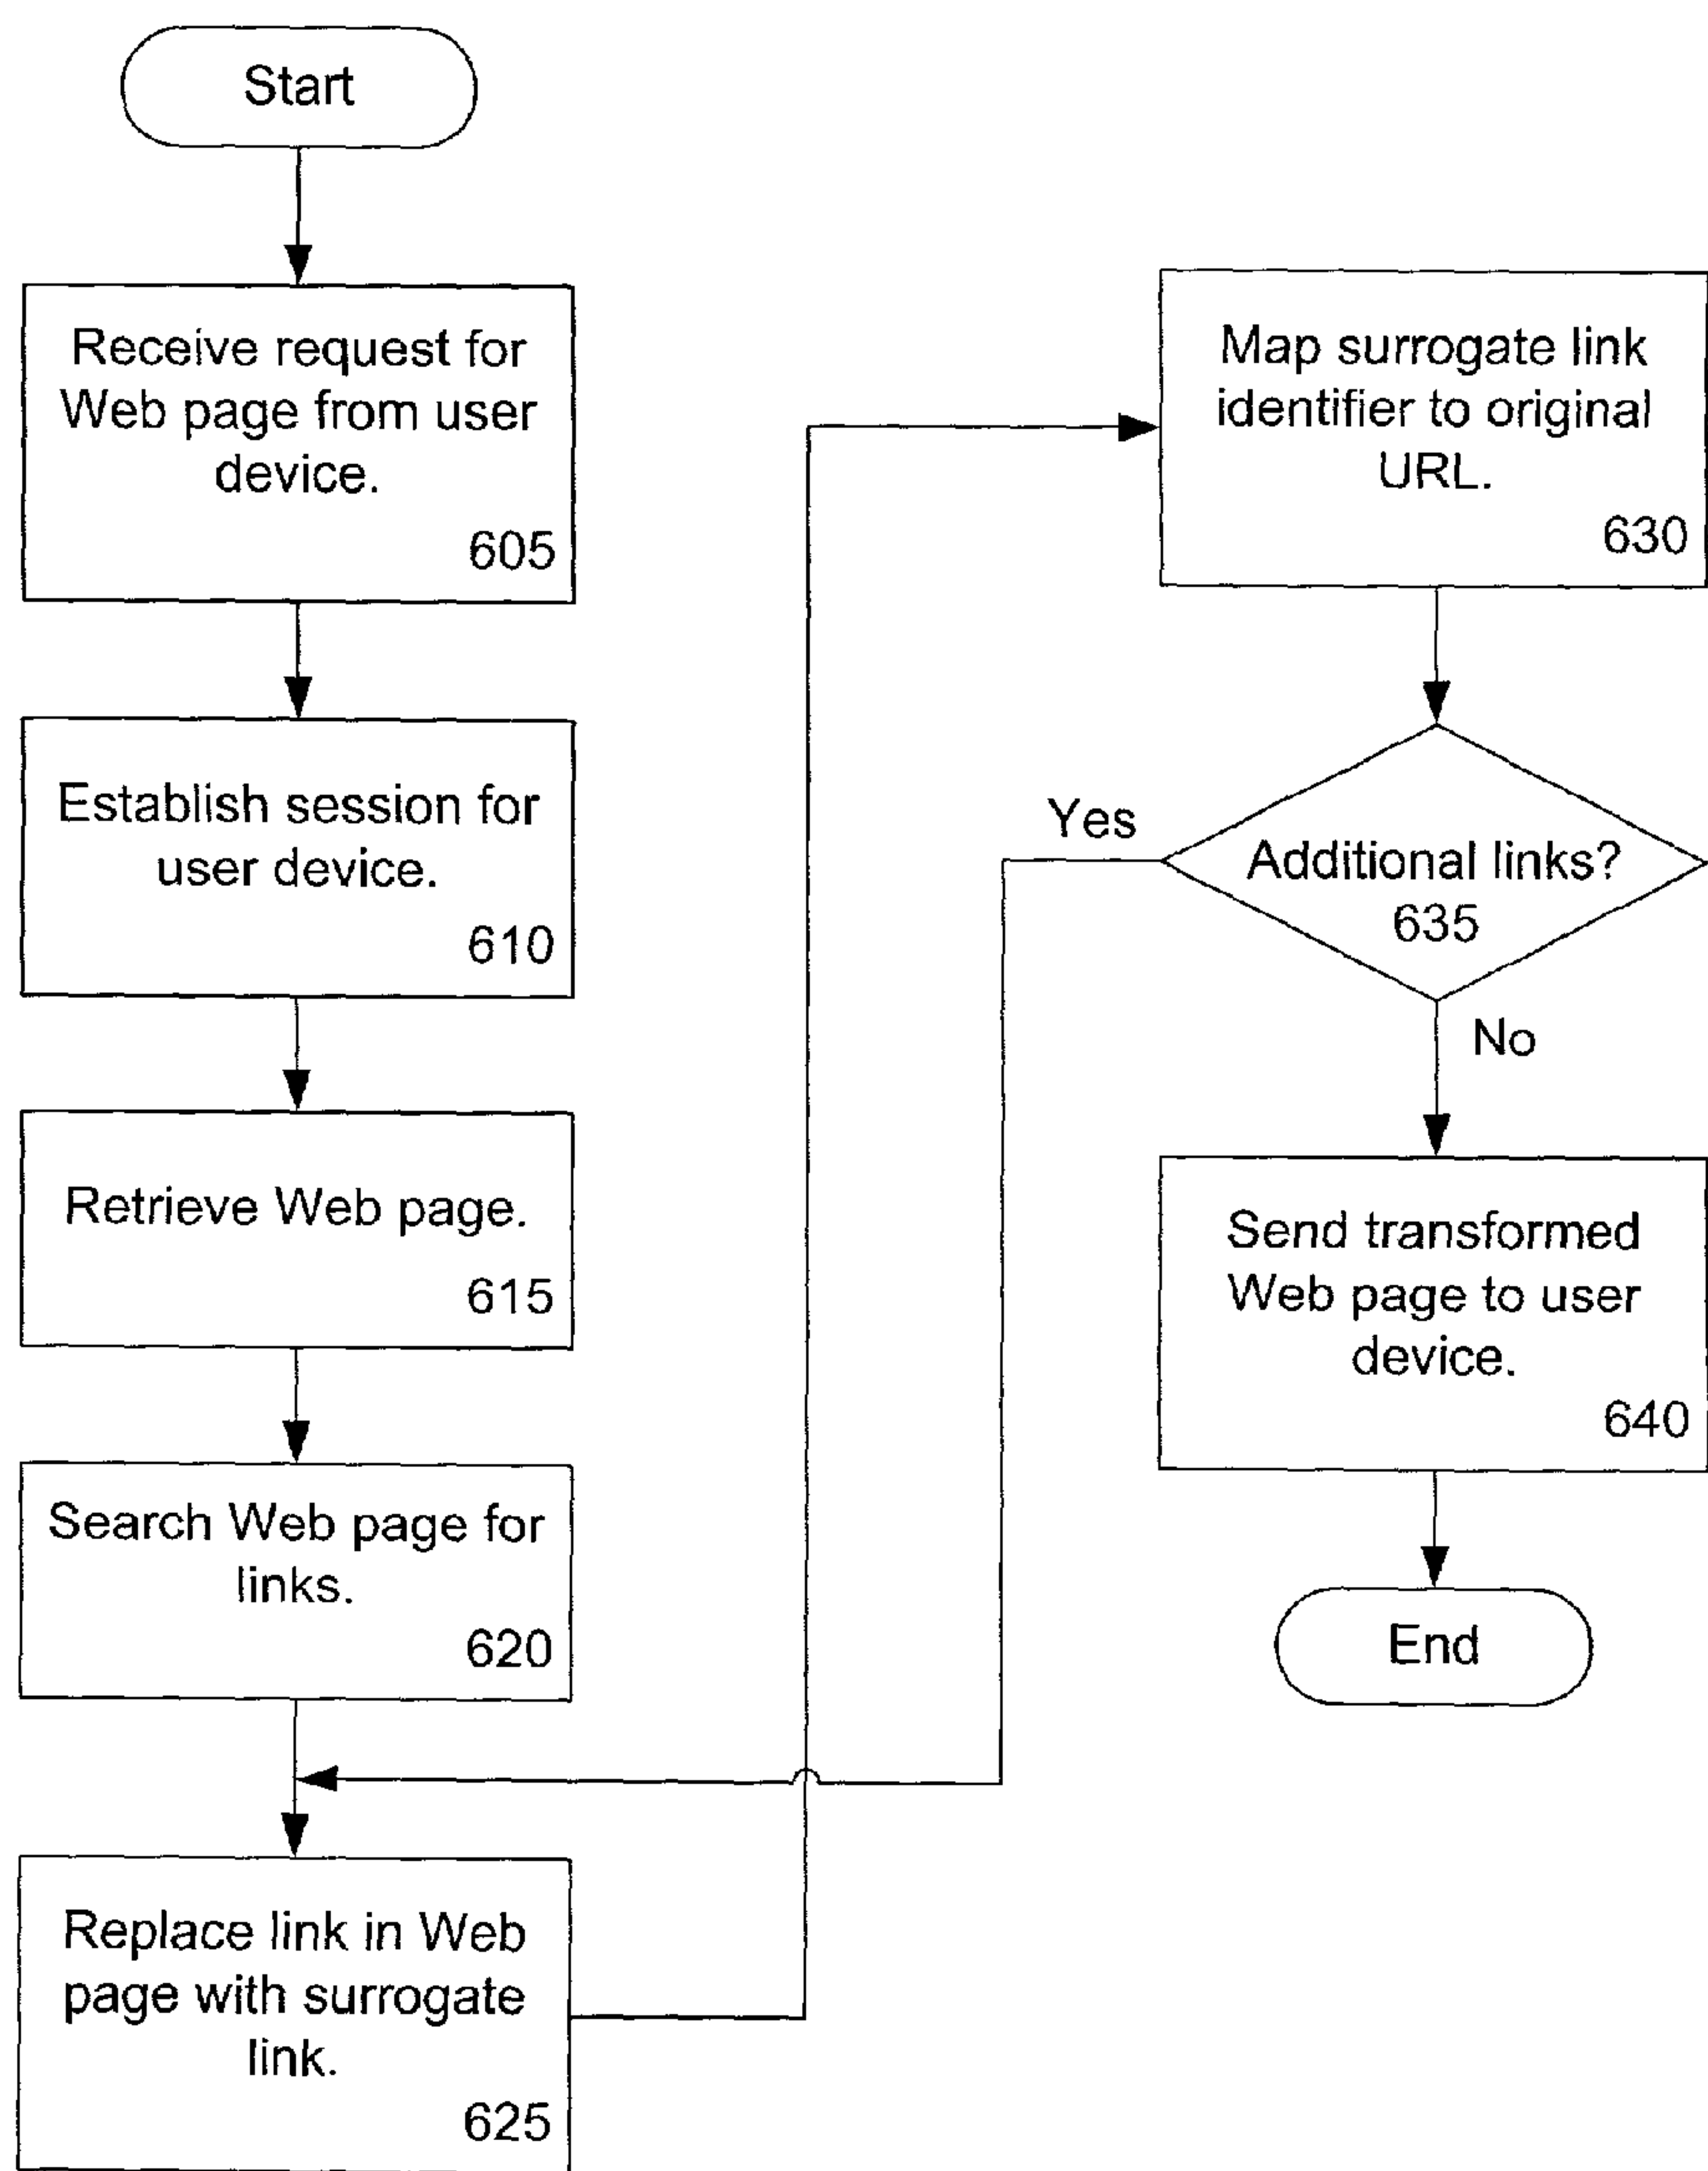 Start
Receive request for
Web page from user
device.
605
Establish session for
user device.
610
Retrieve Web page.
615
Search Web page for
links.
620
Replace link in Web
page with surrogate
link.
625
Map surrogate link
identifier to original
URL.
630
Yes
Additional links?
635
No
Send transformed
Web page to user
device.
640
End